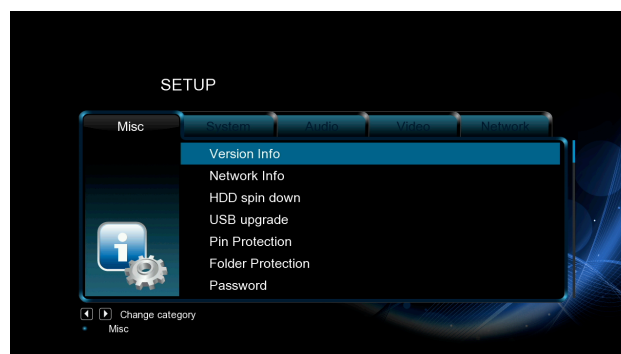 SETUP
Misc System Audio Video Network
Version Info
Network Info
HDD spin down
USB upgrade
Pin Protection
Folder Protection
Password
Change category
Misc